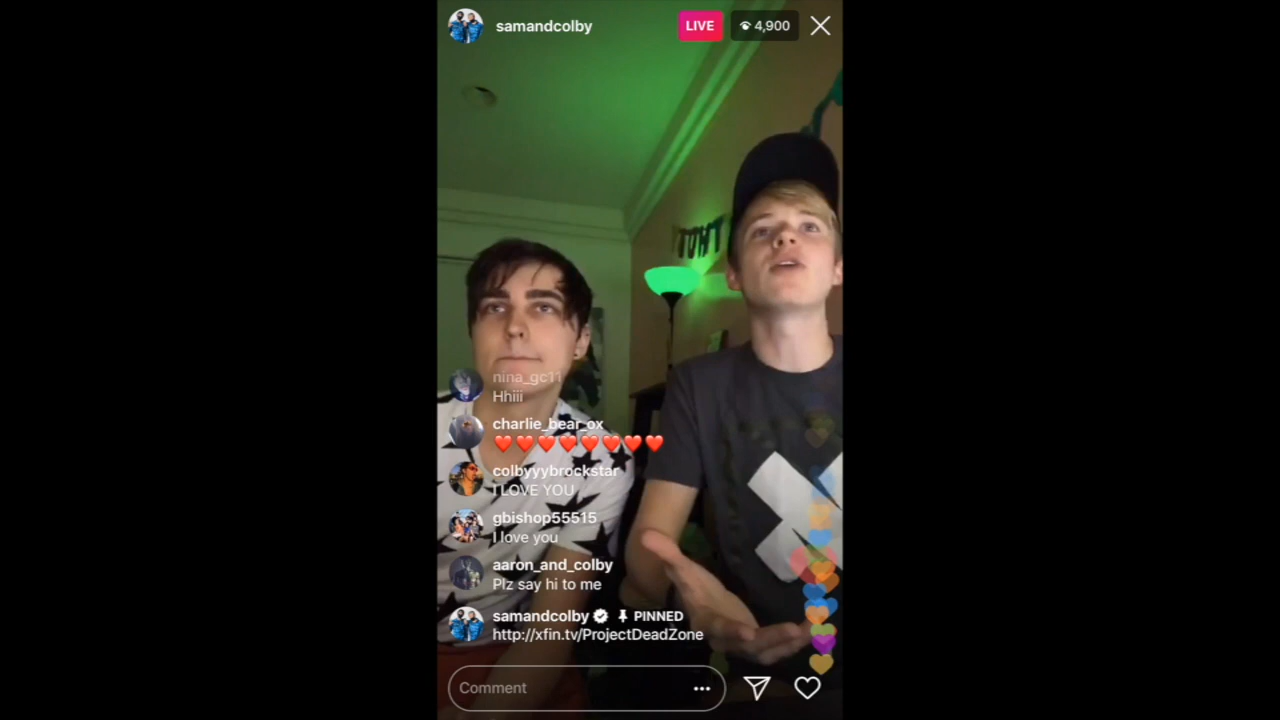 samandcolby
LIVE
4,900
nina_gc11
Hhiii
charlie_bear_ox
❤️❤️❤️❤️❤️❤️❤️❤️
colbyyybrockstar
I LOVE YOU
gbishop55515
I love you
aaron_and_colby
Plz say hi to me
samandcolby PINNED
http://xfin.tv/ProjectDeadZone
Comment